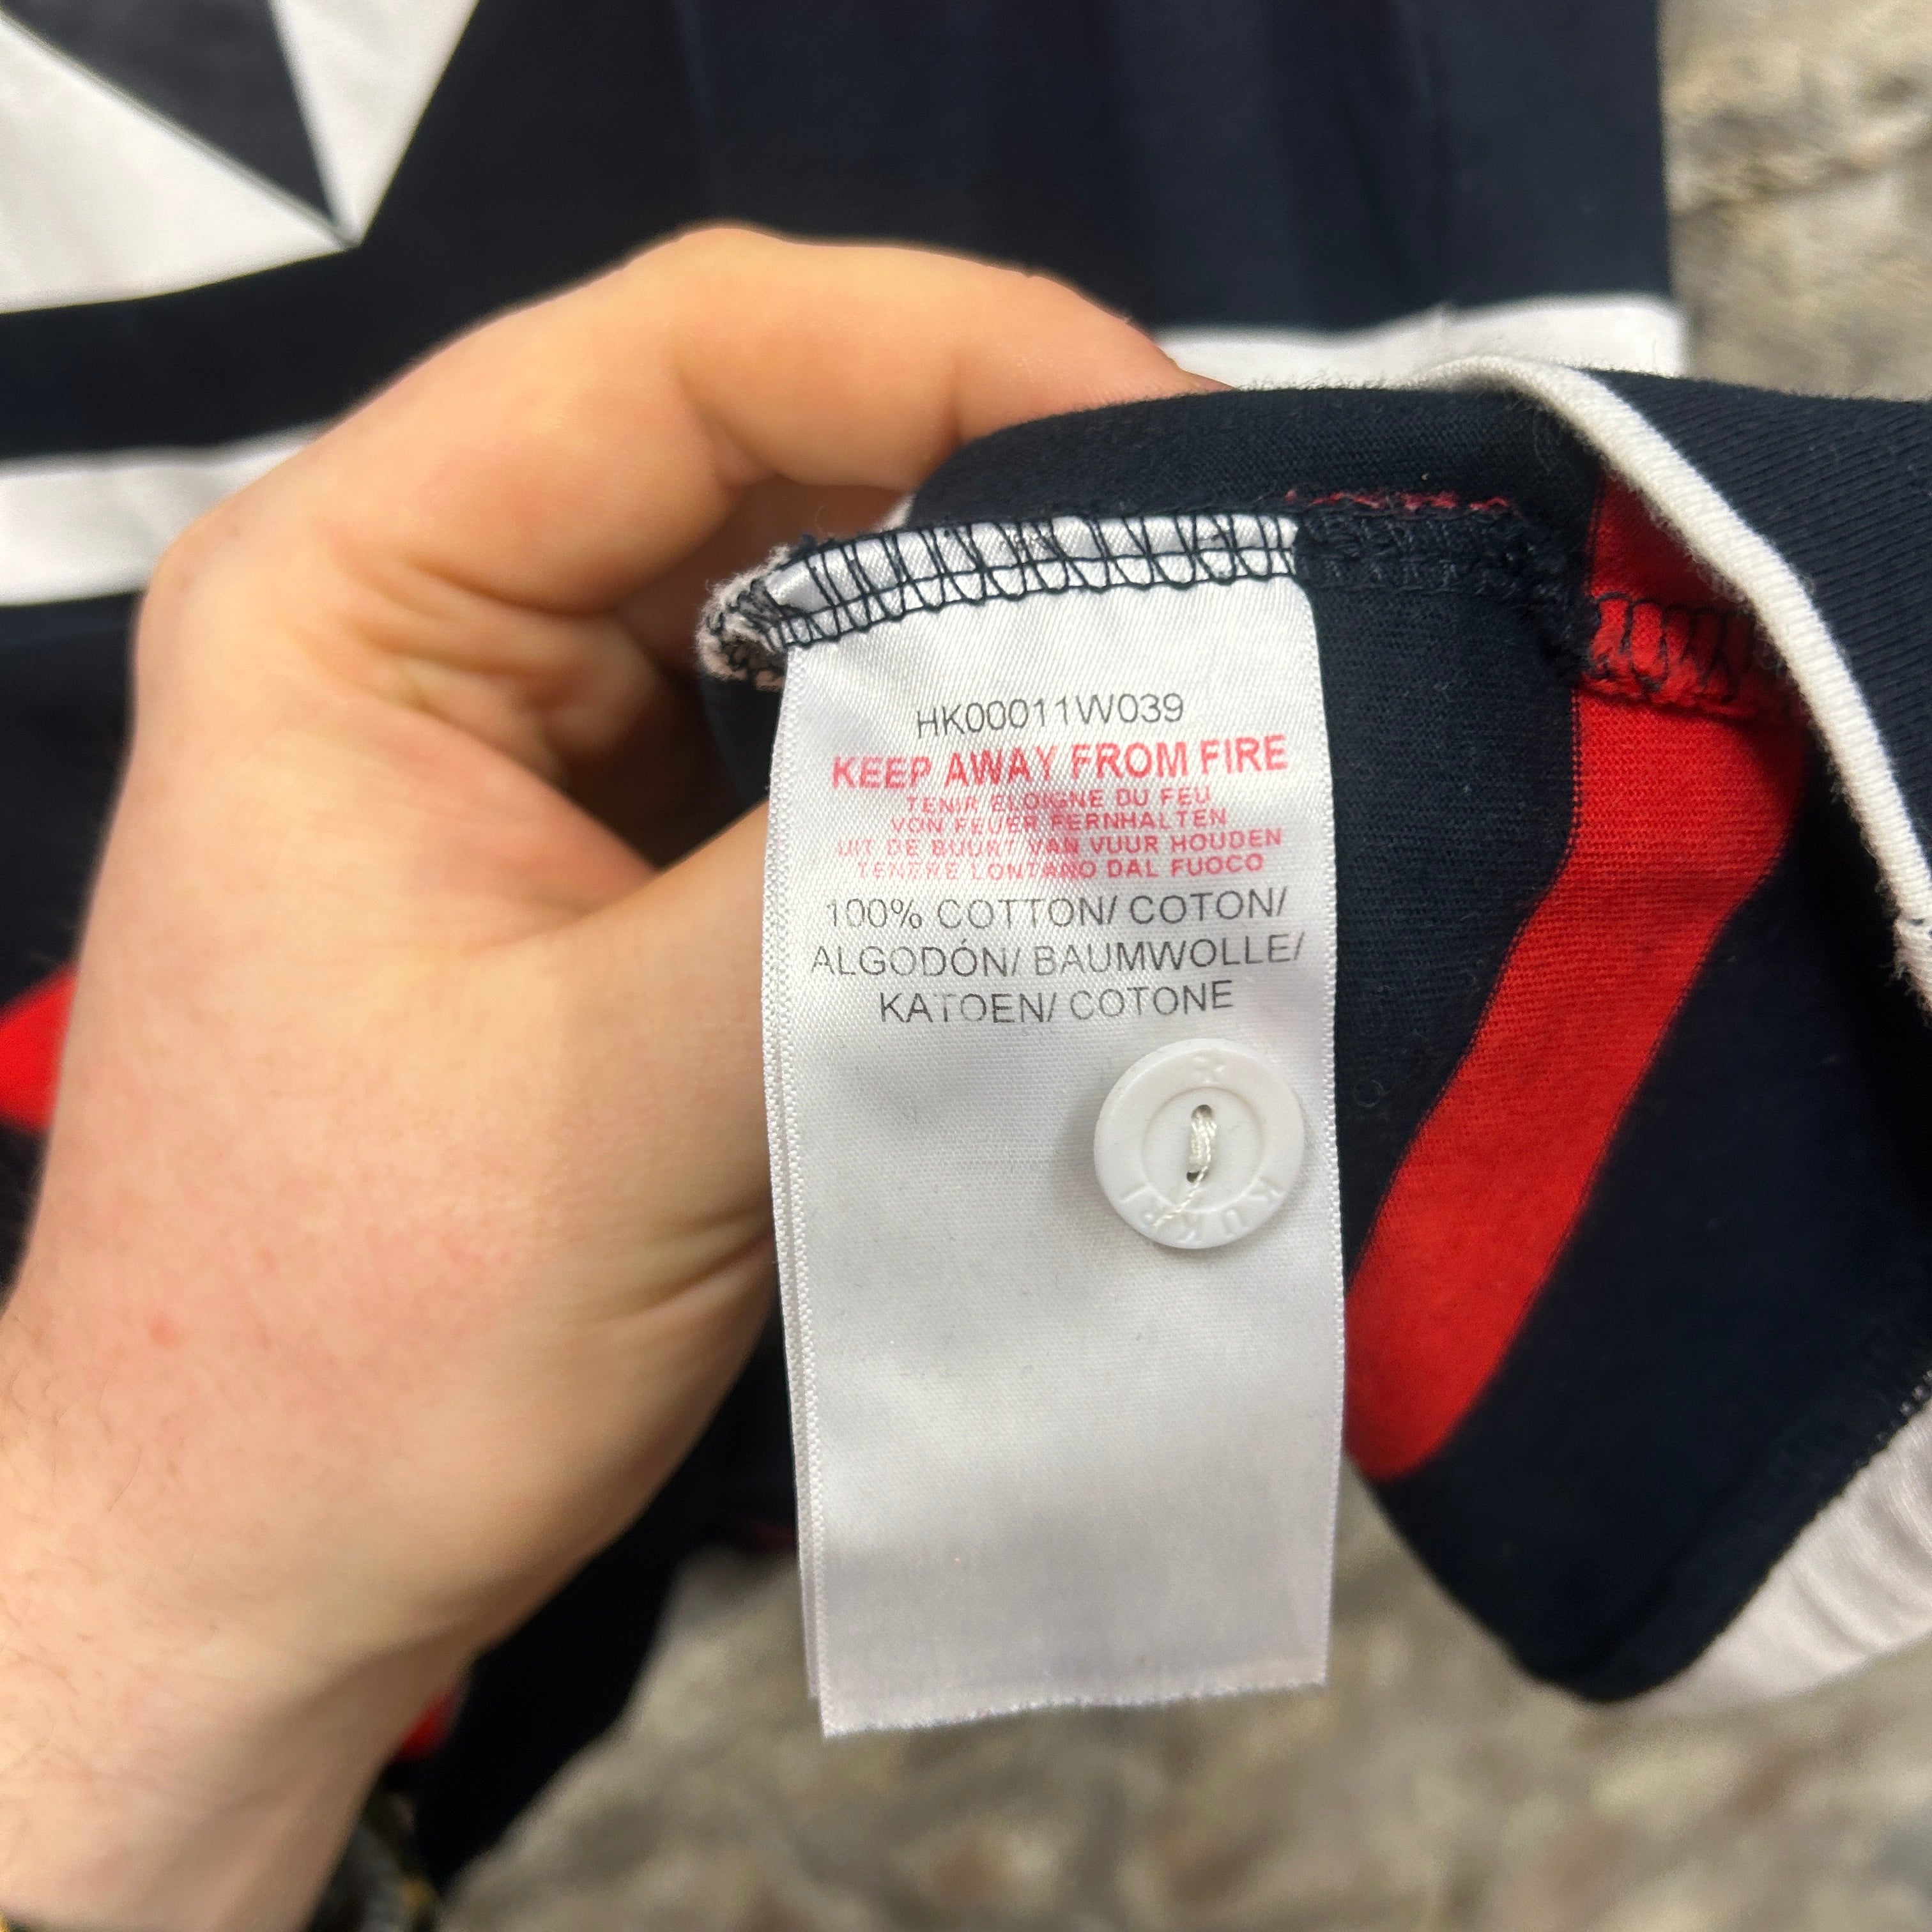 HK00011W039
KEEP AWAY FROM FIRE
TENIR ELOIGNE DU FEU
VON FEUER FERNHALTEN
UIT DE BUURT VAN VUUR HOUDEN
TENERE LONTANO DAL FUOCO
100% COTTON/ COTON/
ALGODÓN/ BAUMWOLLE/
KATOEN/ COTONE
KUKRI